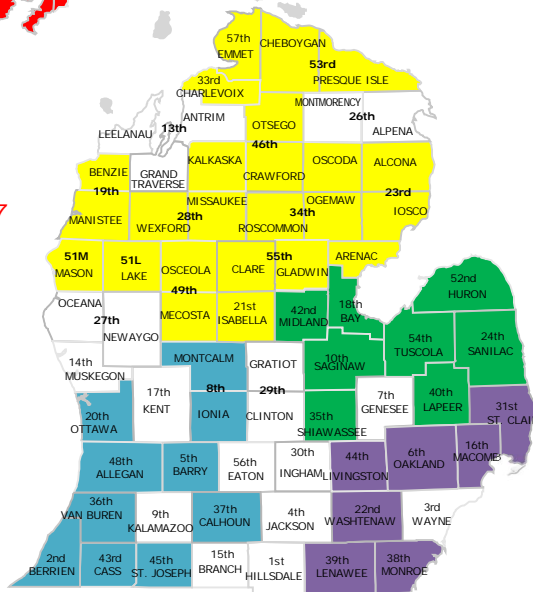 57th
EMMET
CHEBOYGAN
53rd
PRESQUE ISLE
33rd
CHARLEVOIX
MONTMORENCY
26th
ALPENA
ANTRIM
13th
LEELANAU
OTSEGO
46th
KALKASKA
CRAWFORD
OSCODA
ALCONA
BENZIE
19th
GRAND
TRAVERSE
MISSAUKEE
28th
WEXFORD
MANISTEE
OGEMAW
34th
ROSCOMMON
23rd
IOSCO
51M
MASON
51L
LAKE
OSCEOLA
49th
CLARE
55th
GLADWIN
ARENAC
OCEANA
27th
NEWAYGO
MECOSTA
21st
ISABELLA
42nd
MIDLAND
18th
BAY
52nd
HURON
14th
MUSKEGON
MONTCALM
8th
GRATIOT
29th
10th
SAGINAW
54th
TUSCOLA
24th
SANILAC
17th
KENT
IONIA
CLINTON
35th
SHIAWASSEE
7th
GENESEE
40th
LAPEER
31st
ST. CLAI
20th
OTTAWA
48th
ALLEGAN
5th
BARRY
56th
EATON
30th
INGHAM
44th
LIVINGSTON
6th
OAKLAND
16th
MACOMB
36th
VAN BUREN
9th
KALAMAZOO
37th
CALHOUN
4th
JACKSON
22nd
WASHTENAW
3rd
WAYNE
2nd
BERRIEN
43rd
CASS
45th
ST. JOSEPH
15th
BRANCH
1st
HILLSDALE
39th
LENAWEE
38th
MONROE